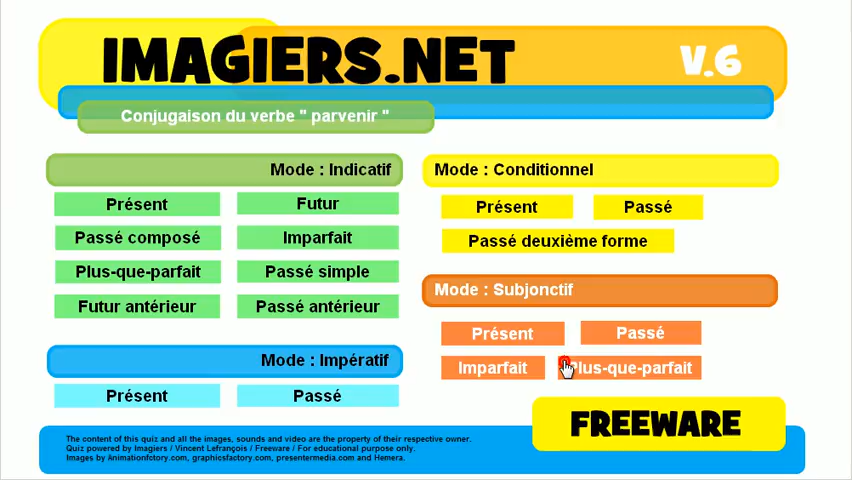 IMAGIERS.NET
V.6
Conjugaison du verbe " parvenir "
Mode : Indicatif
Présent
Futur
Passé composé
Imparfait
Plus-que-parfait
Passé simple
Futur antérieur
Passé antérieur
Mode : Impératif
Présent
Passé
Mode : Conditionnel
Présent
Passé
Passé deuxième forme
Mode : Subjonctif
Présent
Passé
Imparfait
Plus-que-parfait
FREEWARE
The content of this quiz and all the images, sounds and video are the property of their respective owner.
Quiz powered by Imagiers / Vincent Lefrançois / Freeware / For educational purpose only.
Images by Animationfctory.com, graphicsfactory.com, presentermedia.com and Hemera.